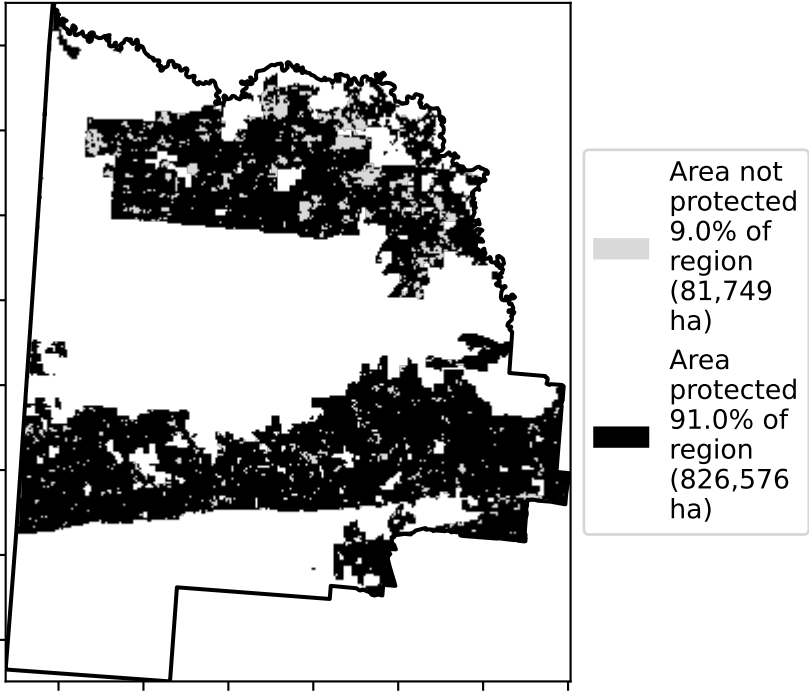 Area not
protected
9.0% of
region
(81,749
ha)
Area
protected
91.0% of
region
(826,576
ha)